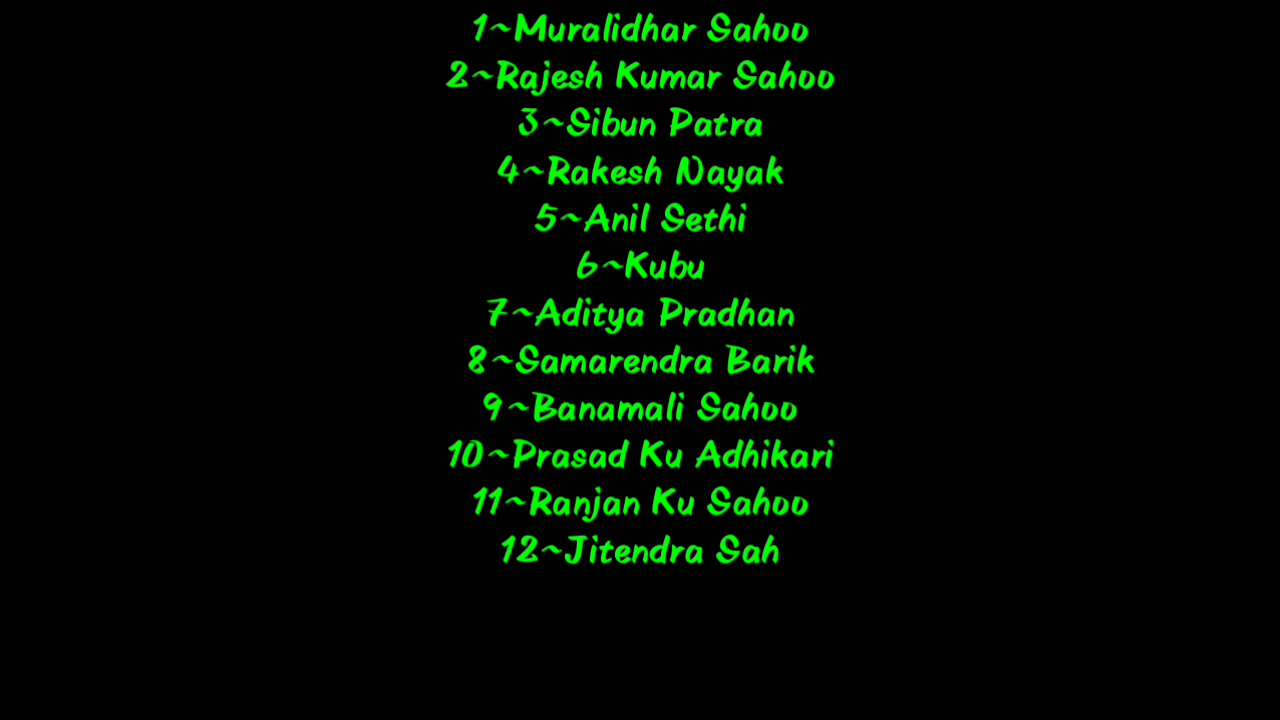 1~Muralidhar Sahoo
2~Rajesh Kumar Sahoo
3~Sibun Patra
4~Rakesh Nayak
5~Anil Sethi
6~Kubu
7~Aditya Pradhan
8~Samarendra Barik
9~Banamali Sahoo
10~Prasad Ku Adhikari
11~Ranjan Ku Sahoo
12~Jitendra Sah